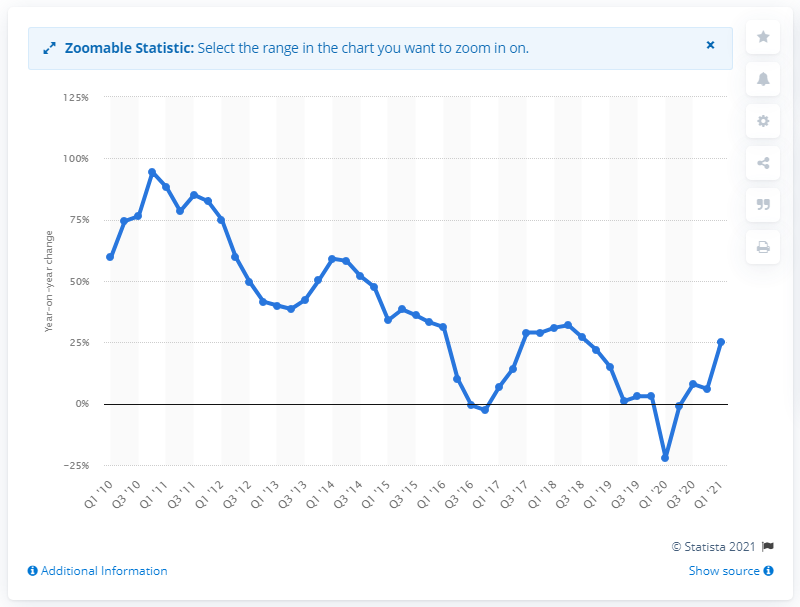 Zoomable Statistic: Select the range in the chart you want to zoom in on.
125%
100%
75%
50%
25%
0%
-25%
Year-on-year change
Q1 '10
Q3 '10
Q1 '11
Q3 '11
Q1 '12
Q3 '12
Q1 '13
Q3 '13
Q1 '14
Q3 '14
Q1 '15
Q3 '15
Q3 '16
Q1 '16
Q1 '17
Q3 '17
Q1 '18
Q3 '18
Q1 '19
Q3 '19
Q1 '20
Q3 '20
Q1 '21
© Statista 2021
Additional Information
Show source